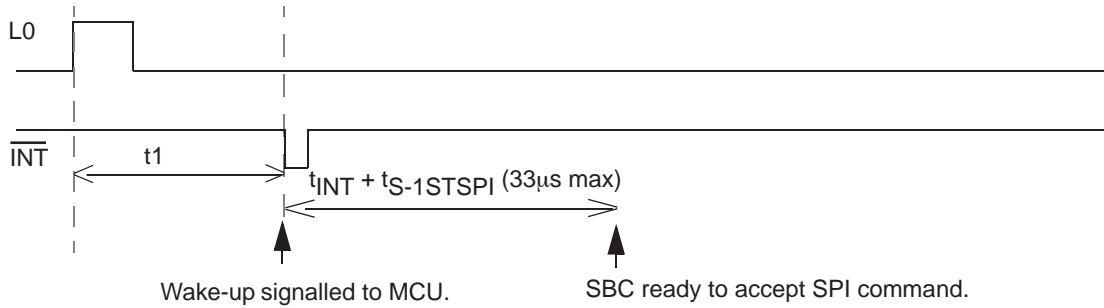 L0
INT
t1
tINT + tS-1STSPI (33µs max)
Wake-up signalled to MCU.
SBC ready to accept SPI command.